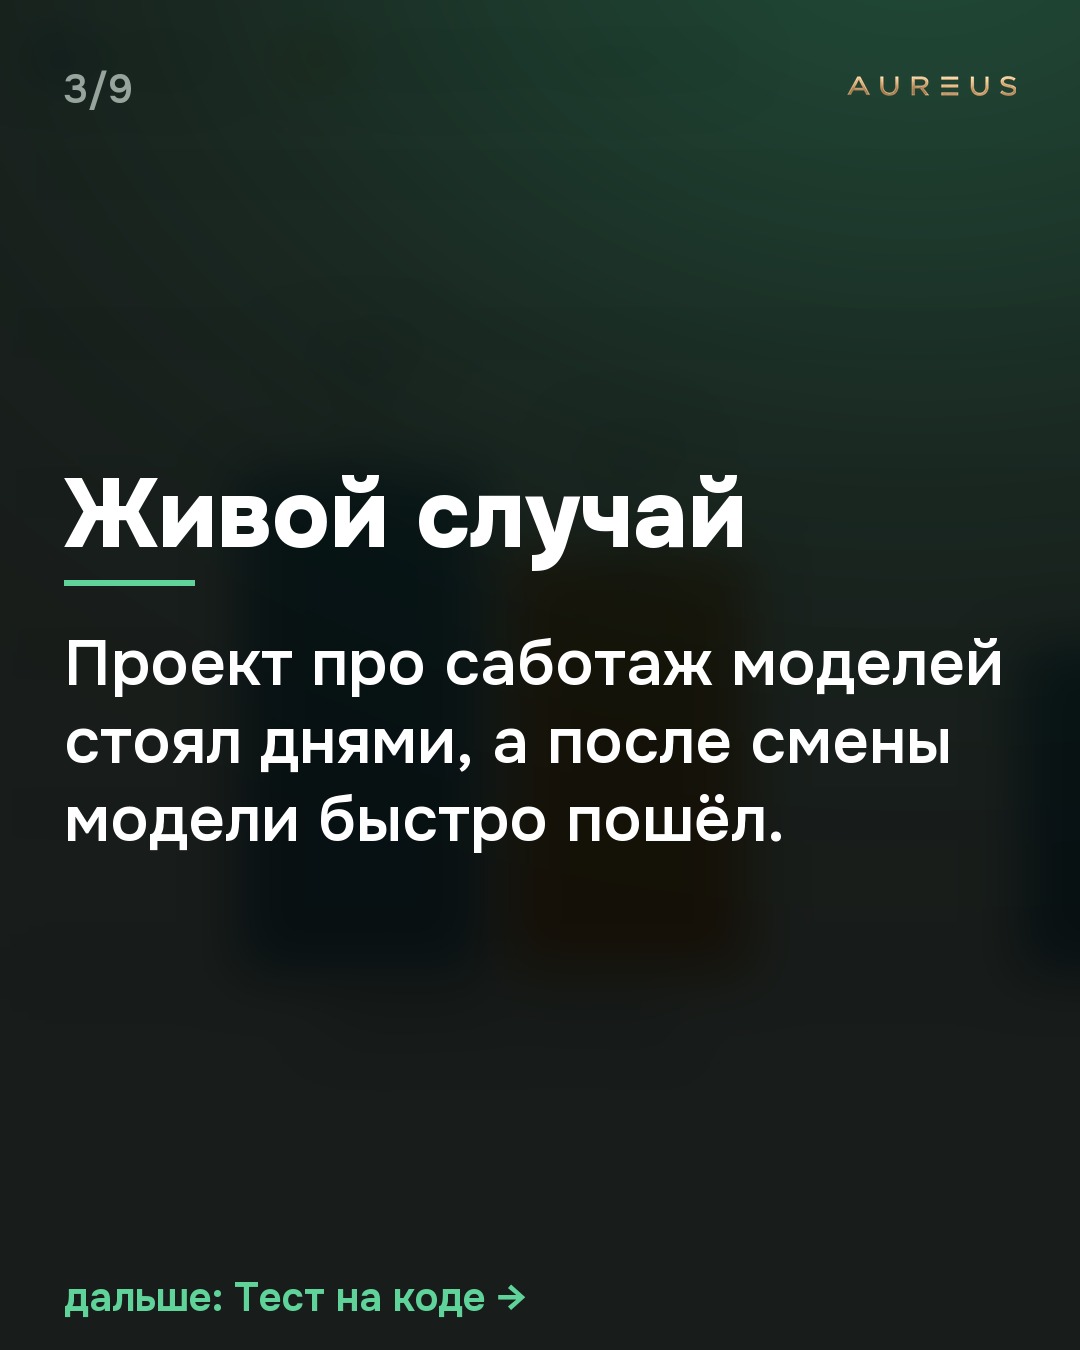 3/9
AUREUS
Живой случай
Проект про саботаж моделей
стоял днями, а после смены
модели быстро пошёл.
дальше: Тест на коде →